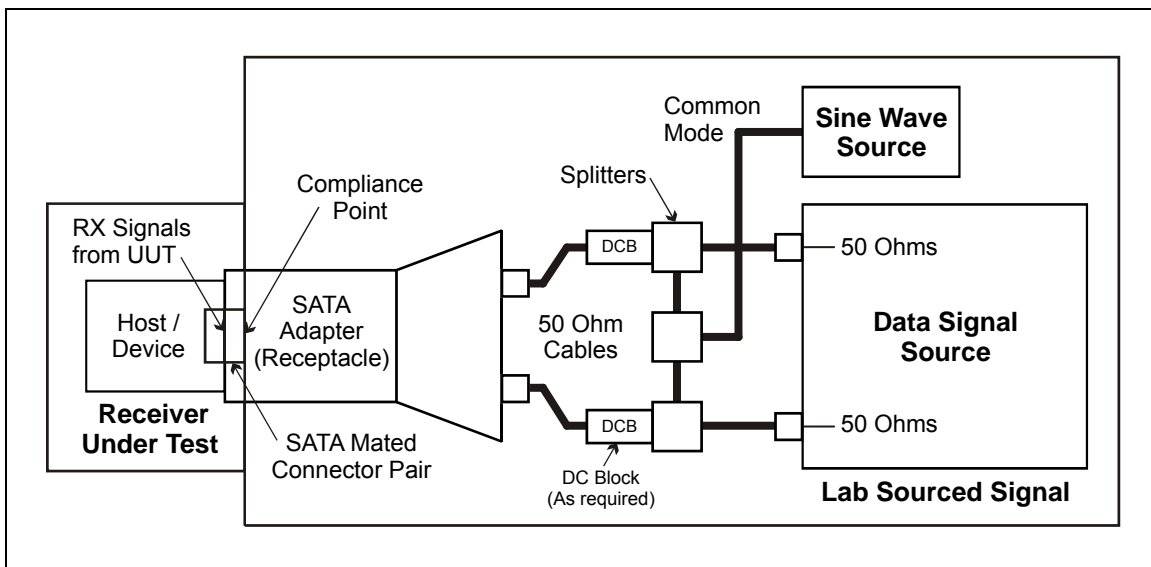 Common
Mode
Sine Wave
Source
Splitters
Compliance
Point
RX Signals
from UUT
DCB
50 Ohms
SATA
Adapter
(Receptacle)
Host /
Device
50 Ohm
Cables
Data Signal
Source
Receiver
Under Test
SATA Mated
Connector Pair
DCB
50 Ohms
DC Block
(As required)
Lab Sourced Signal